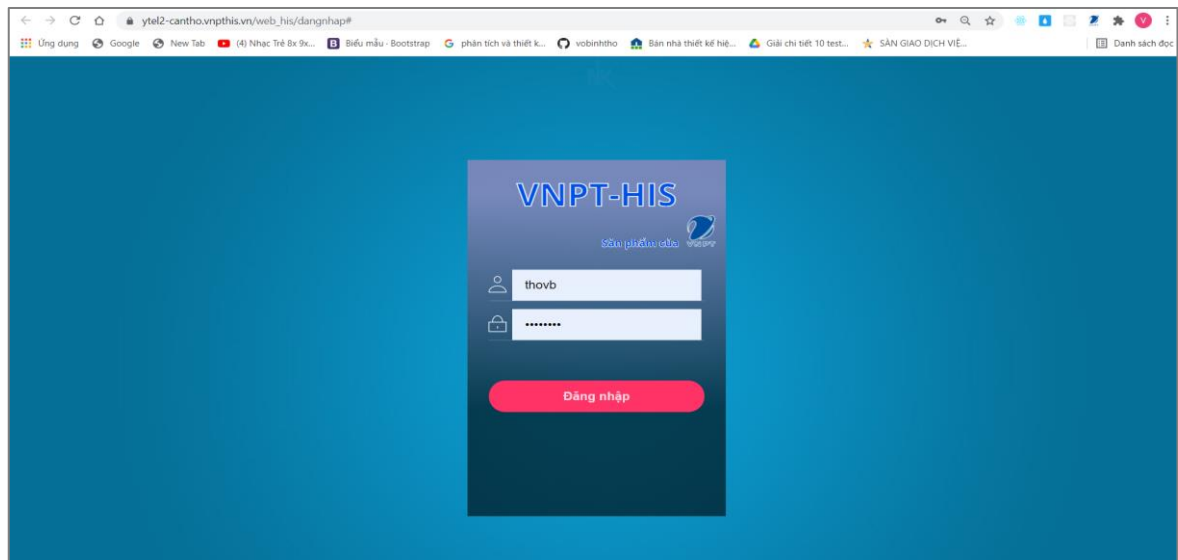 ytel2-cantho.vnpthis.vn/web_his/dangnhap#
Ứng dụng Google New Tab (4) Nhạc Trẻ 8x 9x... B Biểu mẫu · Bootstrap phân tích và thiết k... vobinhtho Bán nhà thiết kế hiệ... Giải chi tiết 10 test... SÀN GIAO DỊCH VIỆ... Danh sách đọc
VNPT-HIS
Sản phẩm của VNPT
thovb
••••••••
Đăng nhập